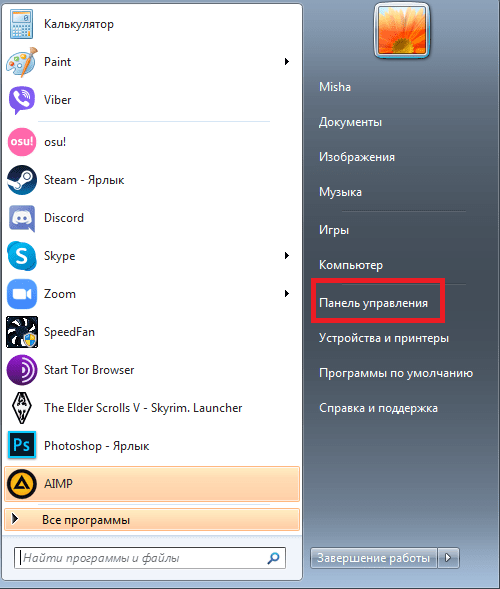 Калькулятор
Paint
Viber
osu!
osu!
Steam - Ярлык
Discord
Skype
Zoom
SpeedFan
Start Tor Browser
The Elder Scrolls V - Skyrim. Launcher
Ps
Photoshop - Ярлык
AIMP
Все программы
Найти программы и файлы
Misha
Документы
Изображения
Музыка
Игры
Компьютер
Панель управления
Устройства и принтеры
Программы по умолчанию
Справка и поддержка
Завершение работы